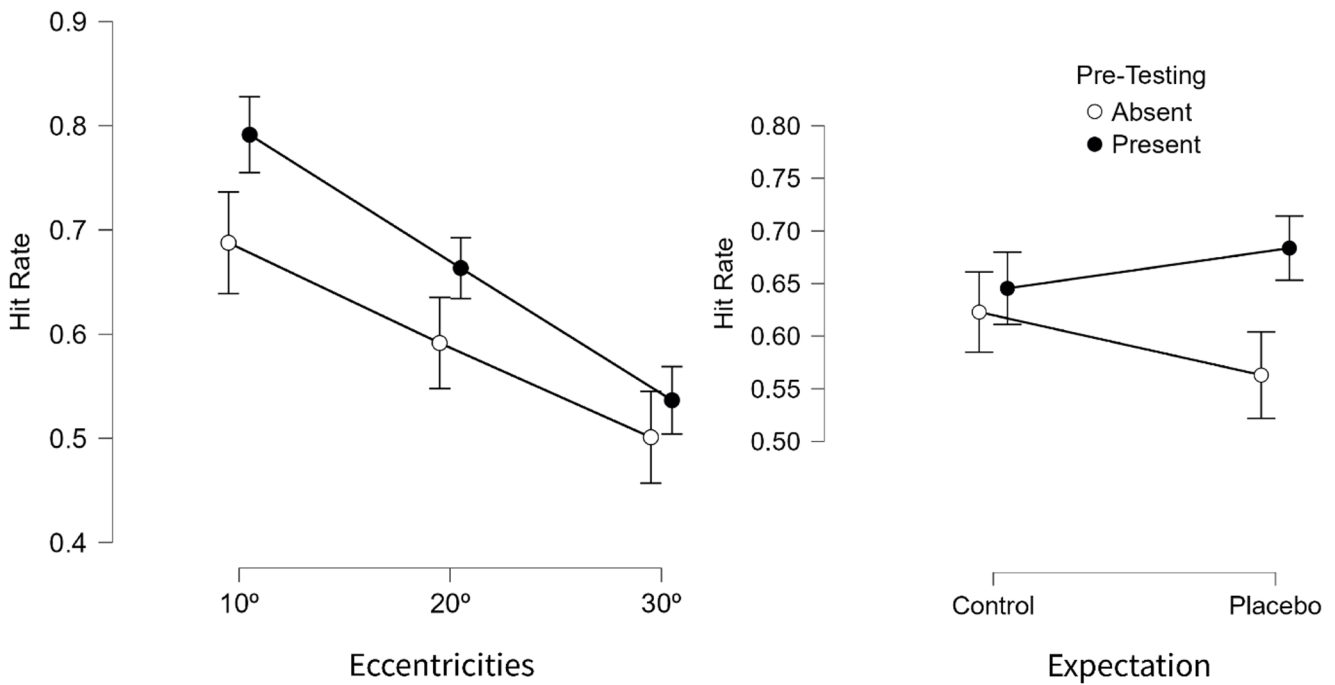 0.9
0.8
0.7
0.6
0.5
0.4
Hit Rate
10º
20º
30º
Eccentricities
Pre-Testing
Absent
Present
0.80
0.75
0.70
0.65
0.60
0.55
0.50
Hit Rate
Control
Placebo
Expectation